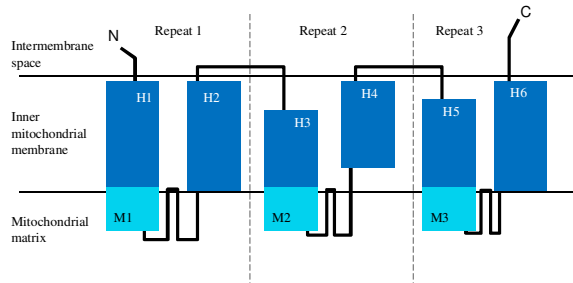 N
Repeat 1
Repeat 2
Repeat 3
C
Intermembrane
space
H1
H2
H3
H4
H5
H6
Inner
mitochondrial
membrane
M1
M2
M3
Mitochondrial
matrix